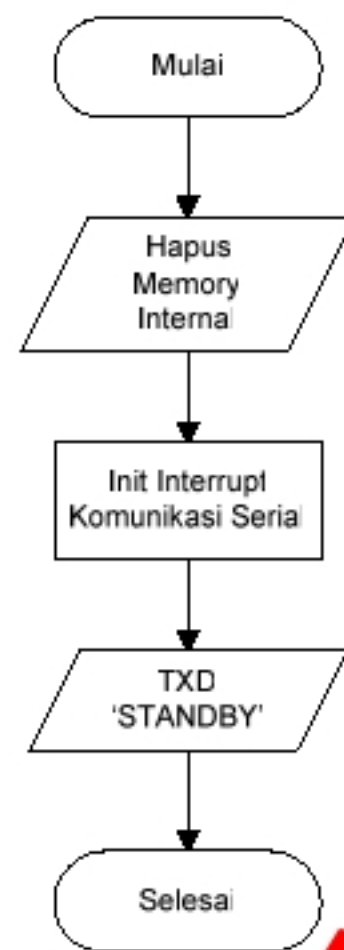 Mulai
Hapus
Memory
Internal
Init Interrupt
Komunikasi Serial
TXD
‘STANDBY’
Selesai